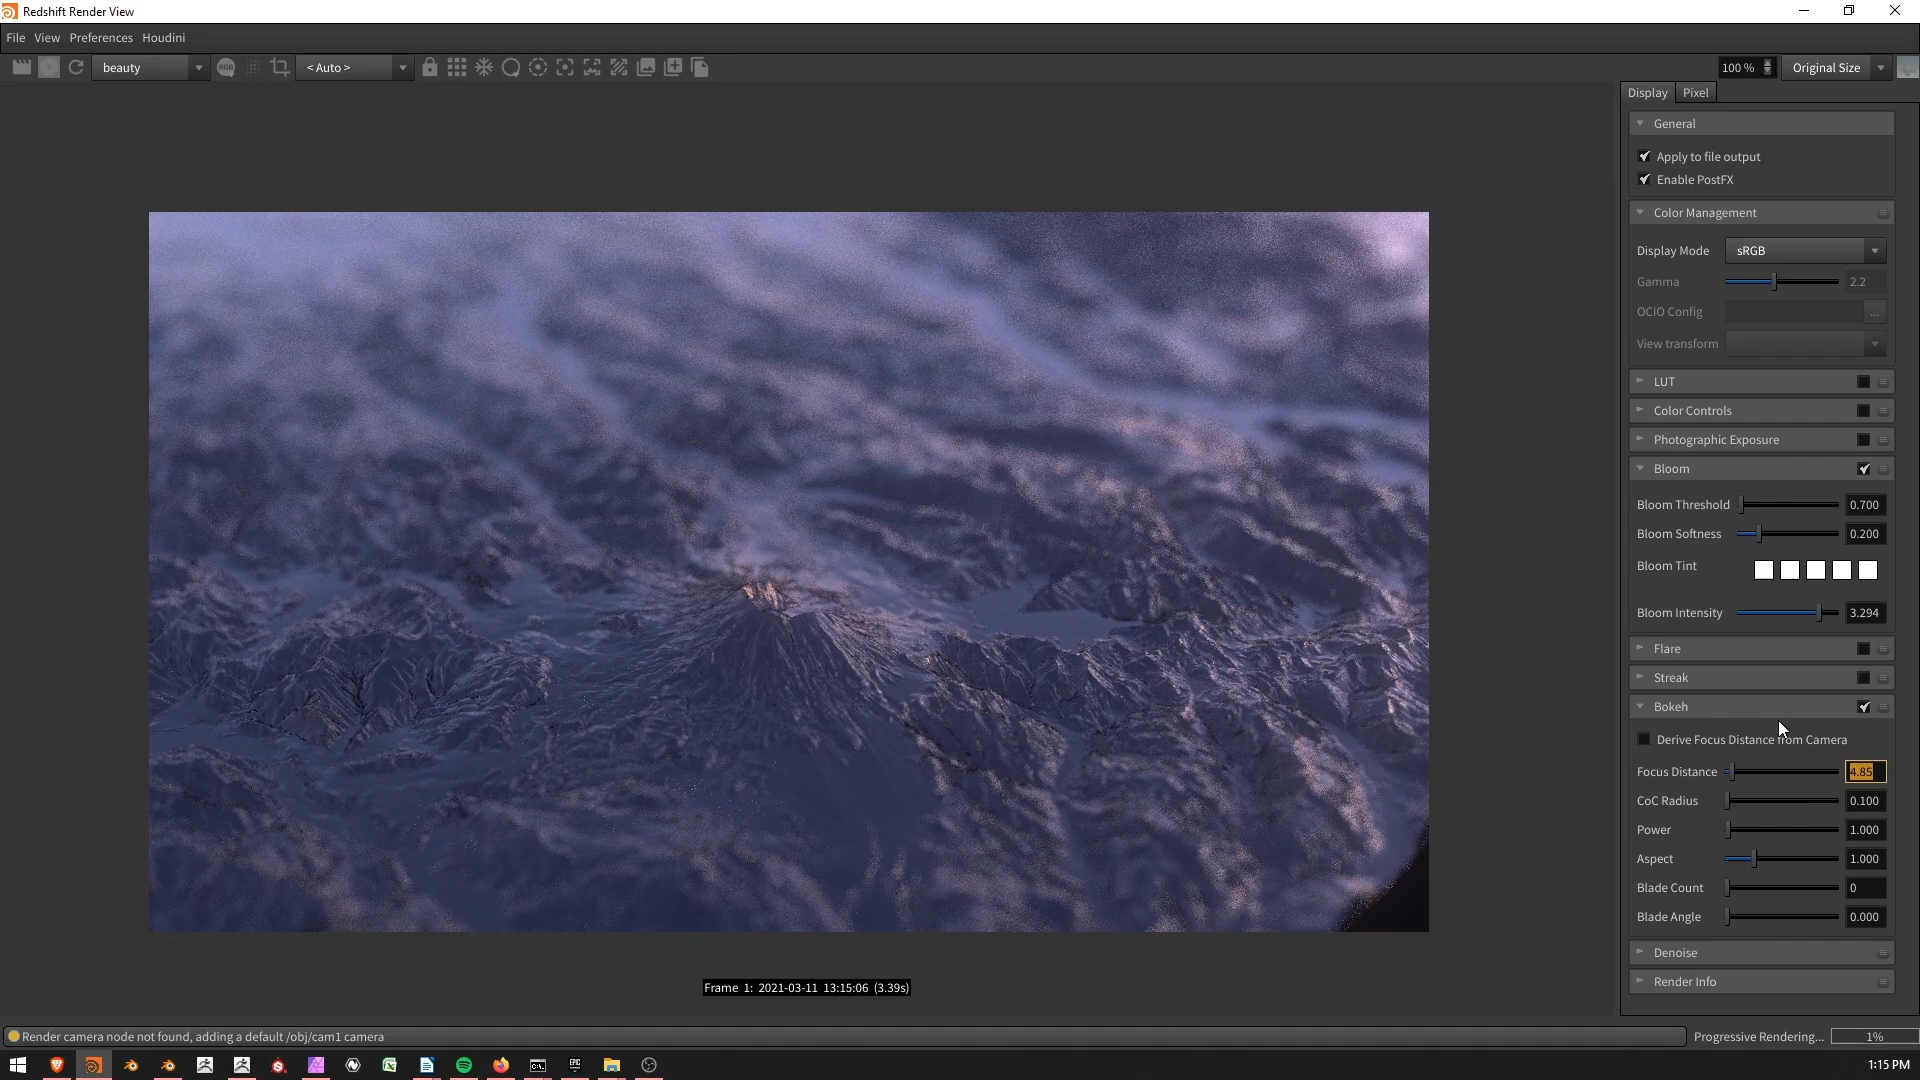 Redshift Render View
File View Preferences Houdini
beauty RGB < Auto > 100 % Original Size
Display Pixel
General
Apply to file output
Enable PostFX
Color Management
Display Mode sRGB
Gamma 2.2
OCIO Config ...
View transform
LUT
Color Controls
Photographic Exposure
Bloom
Bloom Threshold 0.700
Bloom Softness 0.200
Bloom Tint
Bloom Intensity 3.294
Flare
Streak
Bokeh
Derive Focus Distance from Camera
Focus Distance 4.85
CoC Radius 0.100
Power 1.000
Aspect 1.000
Blade Count 0
Blade Angle 0.000
Denoise
Render Info
Frame 1: 2021-03-11 13:15:06 (3.39s)
Render camera node not found, adding a default /obj/cam1 camera
Progressive Rendering... 1%
1:15 PM